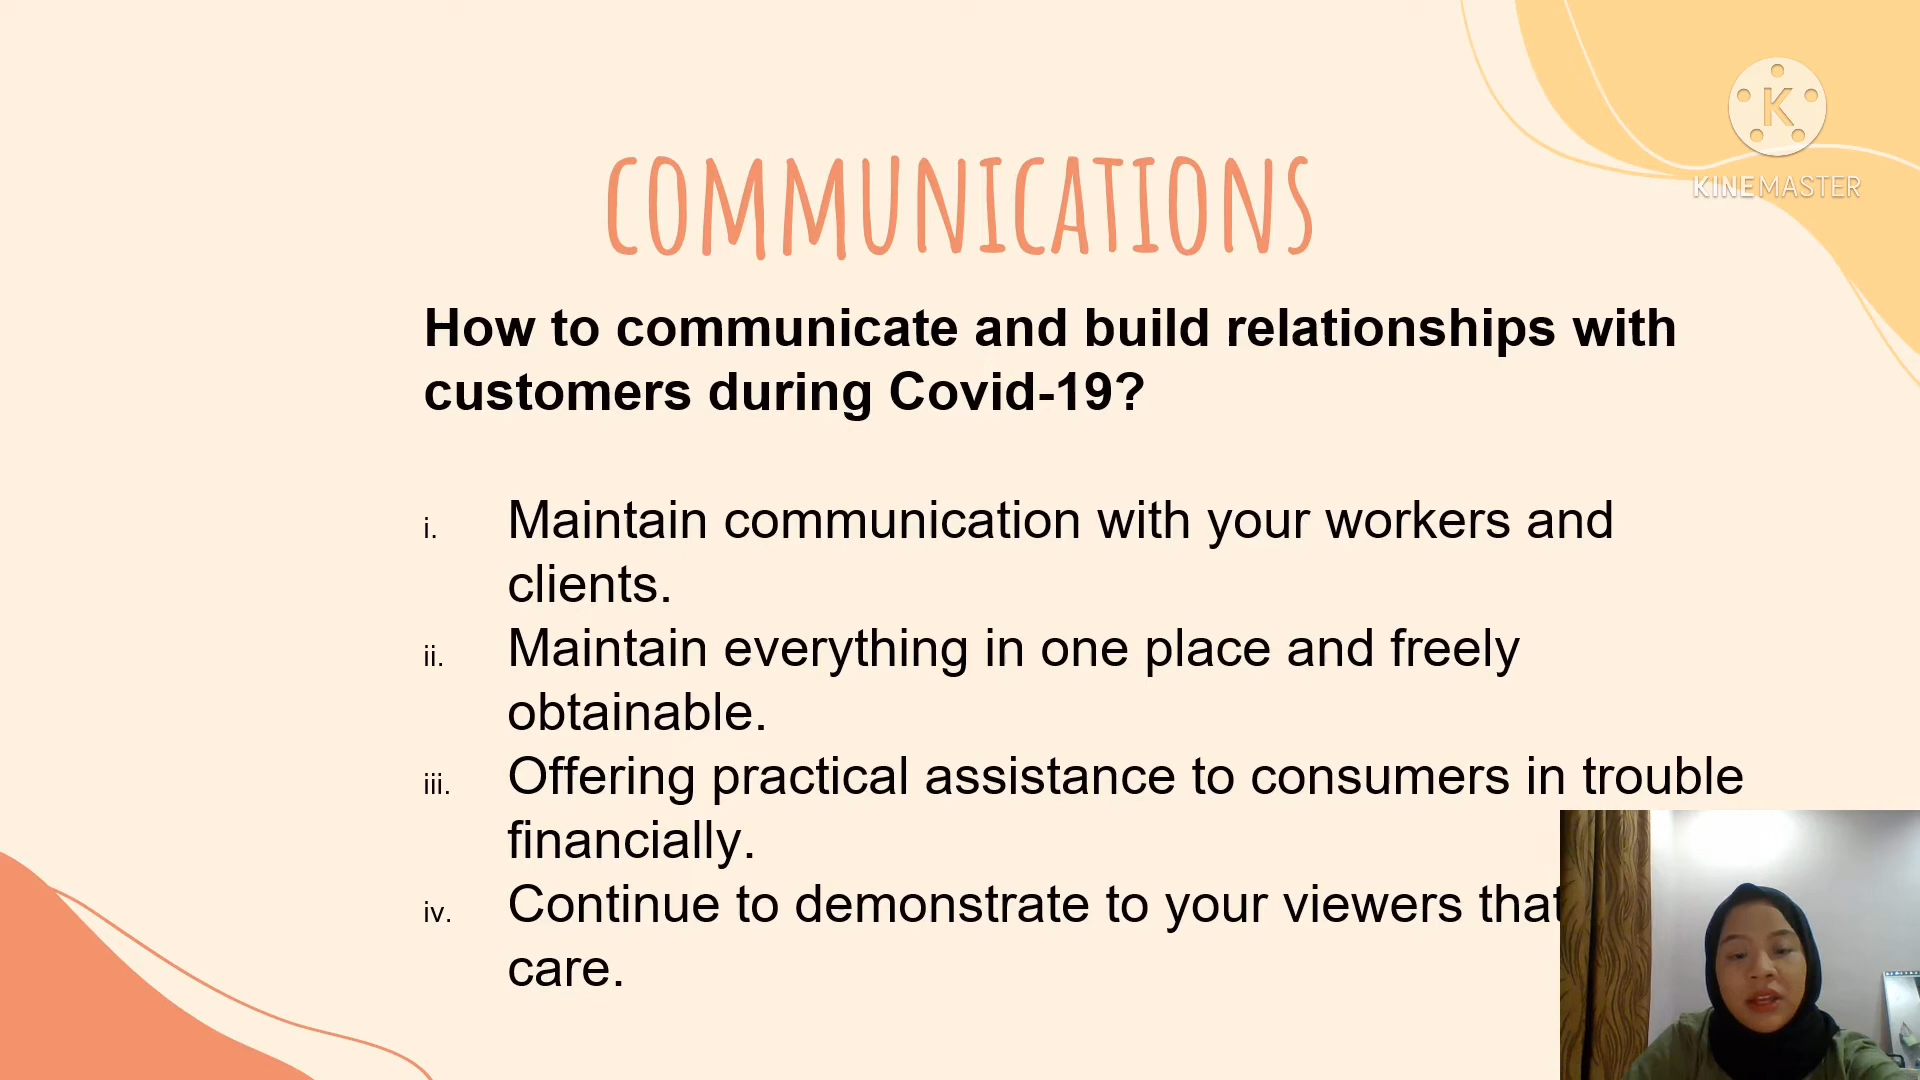 K
KINEMASTER
COMMUNICATIONS
How to communicate and build relationships with
customers during Covid-19?
i. Maintain communication with your workers and
clients.
ii. Maintain everything in one place and freely
obtainable.
iii. Offering practical assistance to consumers in trouble
financially.
iv. Continue to demonstrate to your viewers that
care.